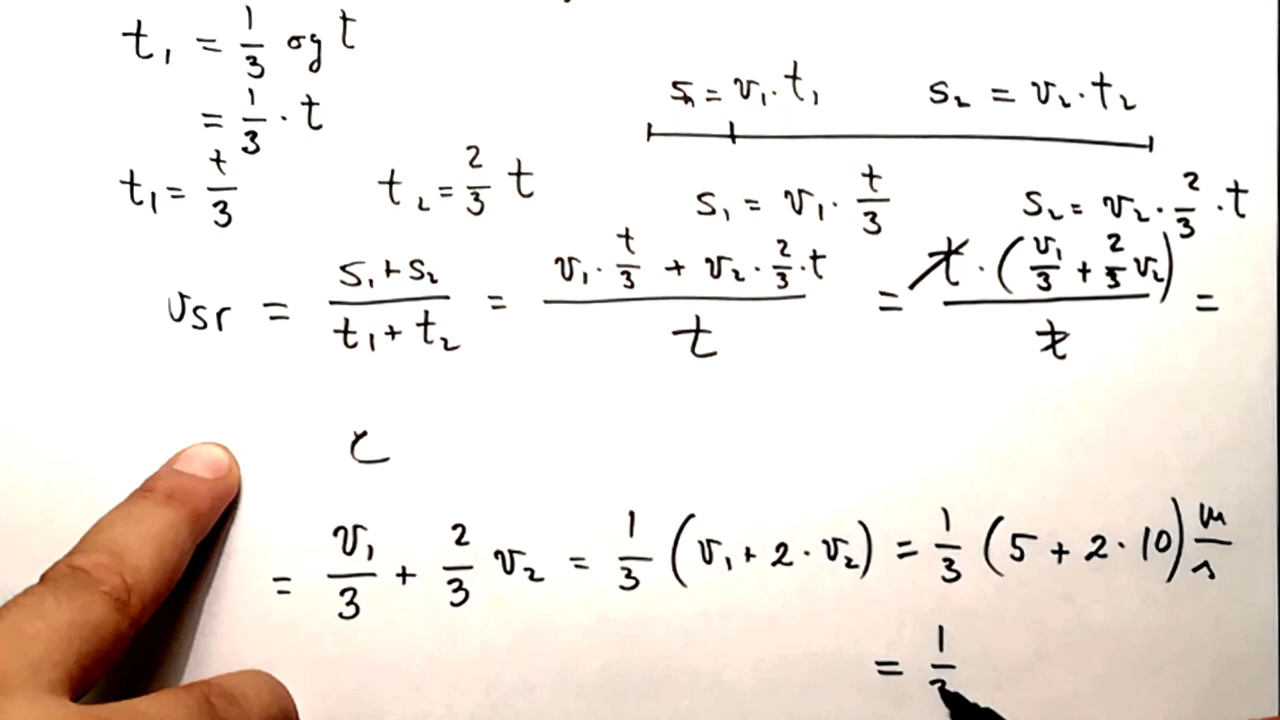 t₁ = 1/3 og t
= 1/3 · t
s₁ = v₁ · t₁    s₂ = v₂ · t₂
t₁ = t/3    t₂ = 2/3 t
s₁ = v₁ · t/3    s₂ = v₂ · 2/3 · t
vsr = (s₁ + s₂)/(t₁ + t₂) = (v₁ · t/3 + v₂ · 2/3 · t)/t = t · (v₁/3 + 2/3 v₂)/t =
= v₁/3 + 2/3 v₂ = 1/3 (v₁ + 2 · v₂) = 1/3 (5 + 2 · 10) m/s
= 1/3